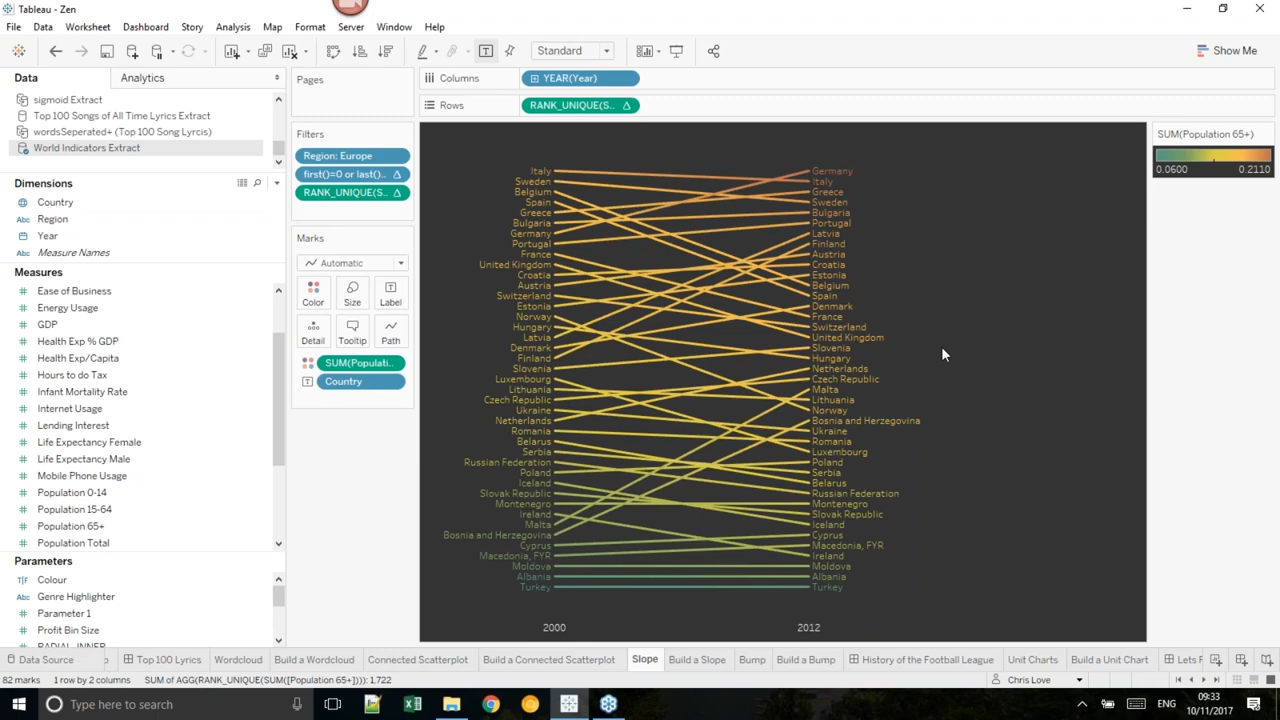 Tableau - Zen
File Data Worksheet Dashboard Story Analysis Map Format Server Window Help
Standard
Show Me
Data
Analytics
sigmoid Extract
Top 100 Songs of All Time Lyrics Extract
wordsSeperated+ (Top 100 Song Lyrcis)
World Indicators Extract
Dimensions
Country
Abc Region
Year
Abc Measure Names
Measures
Ease of Business
Energy Usage
GDP
Health Exp % GDP
Health Exp/Capita
Hours to do Tax
Infant Mortality Rate
Internet Usage
Lending Interest
Life Expectancy Female
Life Expectancy Male
Mobile Phone Usage
Population 0-14
Population 15-64
Population 65+
Population Total
Parameters
Colour
Abc Genre Highlighter
Parameter 1
Profit Bin Size
RADIAL_INNER
Pages
Filters
Region: Europe
first()=0 or last()..
RANK_UNIQUE(S..
Marks
Automatic
Color Size Label
Detail Tooltip Path
SUM(Populati..
Country
Columns YEAR(Year)
Rows RANK_UNIQUE(S..
Italy
Sweden
Belgium
Spain
Greece
Bulgaria
Germany
Portugal
France
United Kingdom
Croatia
Austria
Switzerland
Estonia
Norway
Hungary
Latvia
Denmark
Finland
Slovenia
Luxembourg
Lithuania
Czech Republic
Ukraine
Netherlands
Romania
Belarus
Serbia
Russian Federation
Poland
Iceland
Slovak Republic
Montenegro
Ireland
Malta
Bosnia and Herzegovina
Cyprus
Macedonia, FYR
Moldova
Albania
Turkey
2000
Germany
Italy
Greece
Sweden
Bulgaria
Portugal
Latvia
Finland
Austria
Croatia
Estonia
Belgium
Spain
Denmark
France
Switzerland
United Kingdom
Slovenia
Hungary
Netherlands
Czech Republic
Malta
Lithuania
Norway
Bosnia and Herzegovina
Ukraine
Romania
Luxembourg
Poland
Serbia
Belarus
Russian Federation
Montenegro
Slovak Republic
Iceland
Cyprus
Macedonia, FYR
Ireland
Moldova
Albania
Turkey
2012
SUM(Population 65+)
0.0600 0.2110
Data Source Top 100 Lyrics Wordcloud Build a Wordcloud Connected Scatterplot Build a Connected Scatterplot Slope Build a Slope Bump Build a Bump History of the Football League Unit Charts Build a Unit Chart Lets F
82 marks 1 row by 2 columns SUM of AGG(RANK_UNIQUE(SUM([Population 65+]))): 1,722
Chris Love
Type here to search
ENG
09:33
10/11/2017